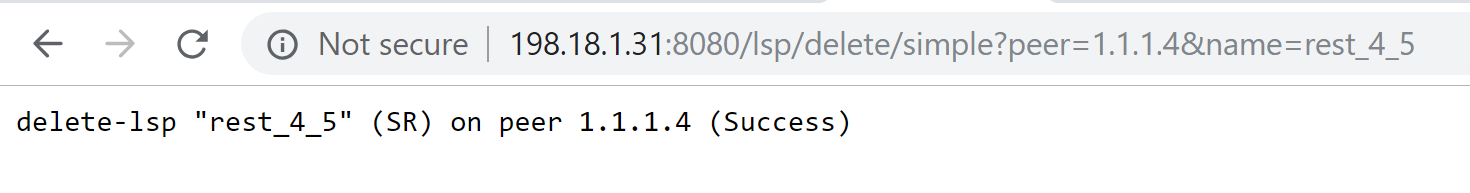 Not secure 198.18.1.31:8080/lsp/delete/simple?peer=1.1.1.4&name=rest_4_5
delete-lsp "rest_4_5" (SR) on peer 1.1.1.4 (Success)